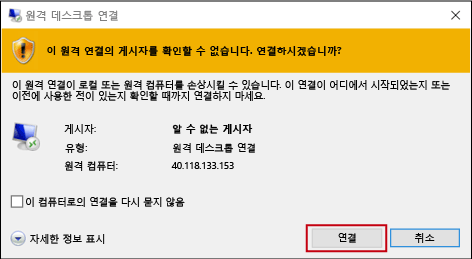 원격 데스크톱 연결
이 원격 연결의 게시자를 확인할 수 없습니다. 연결하시겠습니까?
이 원격 연결이 로컬 또는 원격 컴퓨터를 손상시킬 수 있습니다. 이 연결이 어디에서 시작되었는지 또는
이전에 사용한 적이 있는지 확인할 때까지 연결하지 마세요.
게시자: 알 수 없는 게시자
유형: 원격 데스크톱 연결
원격 컴퓨터: 40.118.133.153
이 컴퓨터로의 연결을 다시 묻지 않음
자세한 정보 표시 연결 취소